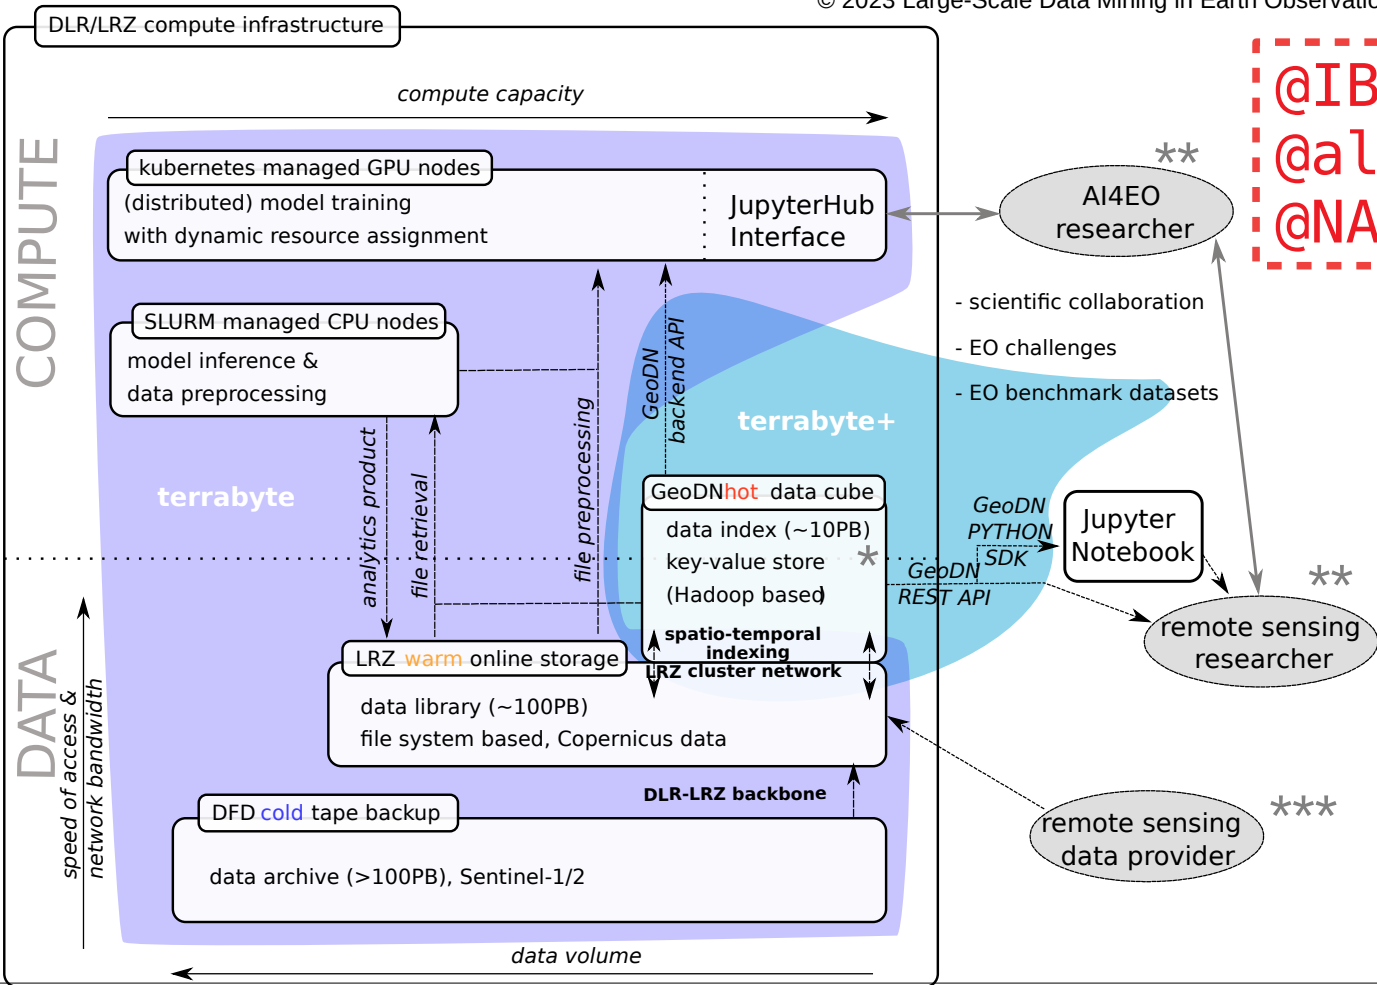 © 2023 Large-Scale Data Mining in Earth Observatio
DLR/LRZ compute infrastructure
@IB
@al
@NA
compute capacity
COMPUTE
kubernetes managed GPU nodes
(distributed) model training
with dynamic resource assignment
JupyterHub
Interface
**
AI4EO
researcher
SLURM managed CPU nodes
model inference &
data preprocessing
- scientific collaboration
- EO challenges
- EO benchmark datasets
GeoDN
backend API
terrabyte+
terrabyte
analytics product
file retrieval
file preprocessing
GeoDN hot data cube
data index (~10PB)
key-value store
(Hadoop based)
*
GeoDN
PYTHON
SDK
GeoDN
REST API
Jupyter
Notebook
**
remote sensing
researcher
spatio-temporal
indexing
LRZ cluster network
LRZ warm online storage
data library (~100PB)
file system based, Copernicus data
DATA
speed of access &
network bandwidth
DLR-LRZ backbone
DFD cold tape backup
data archive (>100PB), Sentinel-1/2
***
remote sensing
data provider
data volume